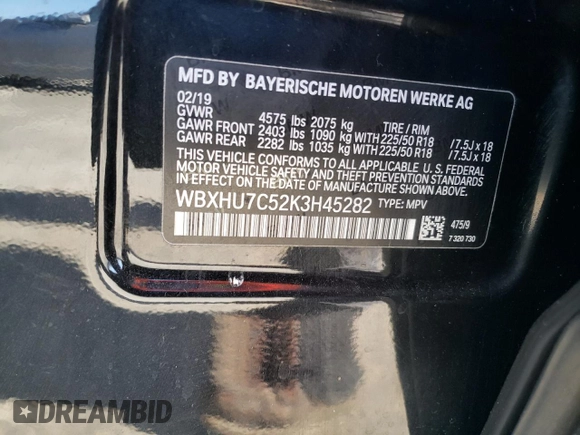 MFD BY BAYERISCHE MOTOREN WERKE AG
02/19
GVWR 4575 lbs 2075 kg TIRE / RIM
GAWR FRONT 2403 lbs 1090 kg WITH 225/50 R18 /7.5J x 18
GAWR REAR 2282 lbs 1035 kg WITH 225/50 R18 /7.5J x 18
THIS VEHICLE CONFORMS TO ALL APPLICABLE U. S. FEDERAL
MOTOR VEHICLE SAFETY, BUMPER, AND THEFT PREVENTION STANDARDS
IN EFFECT ON THE DATE OF MANUFACTURE SHOWN ABOVE.
WBXHU7C52K3H45282 TYPE: MPV
475/9
7 320 730
DREAMBID